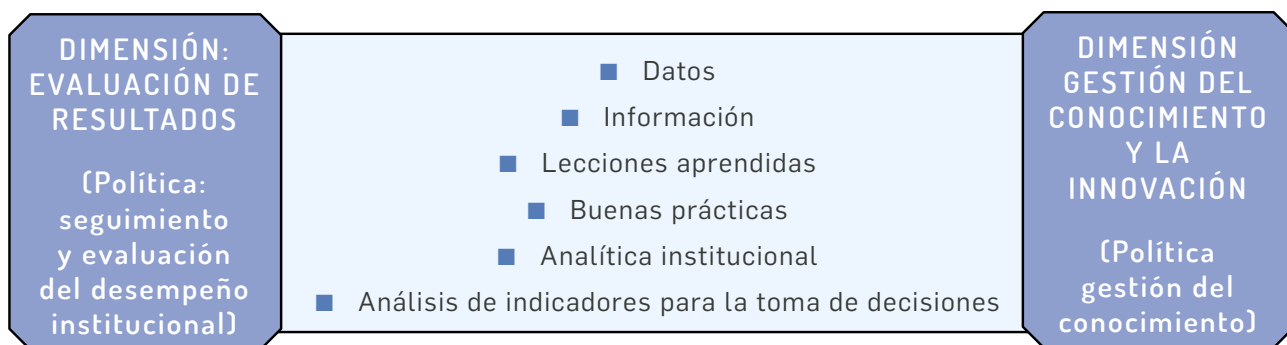 DIMENSIÓN:
EVALUACIÓN DE
RESULTADOS
(Política:
seguimiento
y evaluación
del desempeño
institucional)
■ Datos
■ Información
■ Lecciones aprendidas
■ Buenas prácticas
■ Analítica institucional
■ Análisis de indicadores para la toma de decisiones
DIMENSIÓN
GESTIÓN DEL
CONOCIMIENTO
Y LA
INNOVACIÓN
(Política
gestión del
conocimiento)